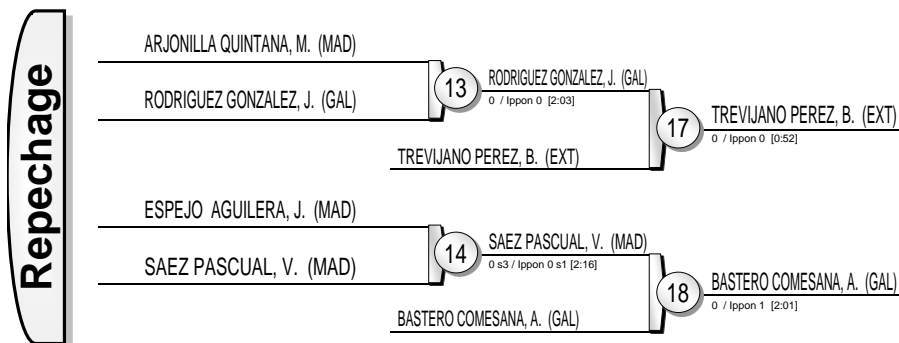 Repechage
ARJONILLA QUINTANA, M. (MAD)
RODRIGUEZ GONZALEZ, J. (GAL)
13
RODRIGUEZ GONZALEZ, J. (GAL)
0 / Ippon 0 [2:03]
TREVIJANO PEREZ, B. (EXT)
17
TREVIJANO PEREZ, B. (EXT)
0 / Ippon 0 [0:52]
ESPEJO AGUILERA, J. (MAD)
SAEZ PASCUAL, V. (MAD)
14
SAEZ PASCUAL, V. (MAD)
0 s3 / Ippon 0 s1 [2:16]
BASTERO COMESANA, A. (GAL)
18
BASTERO COMESANA, A. (GAL)
0 / Ippon 1 [2:01]